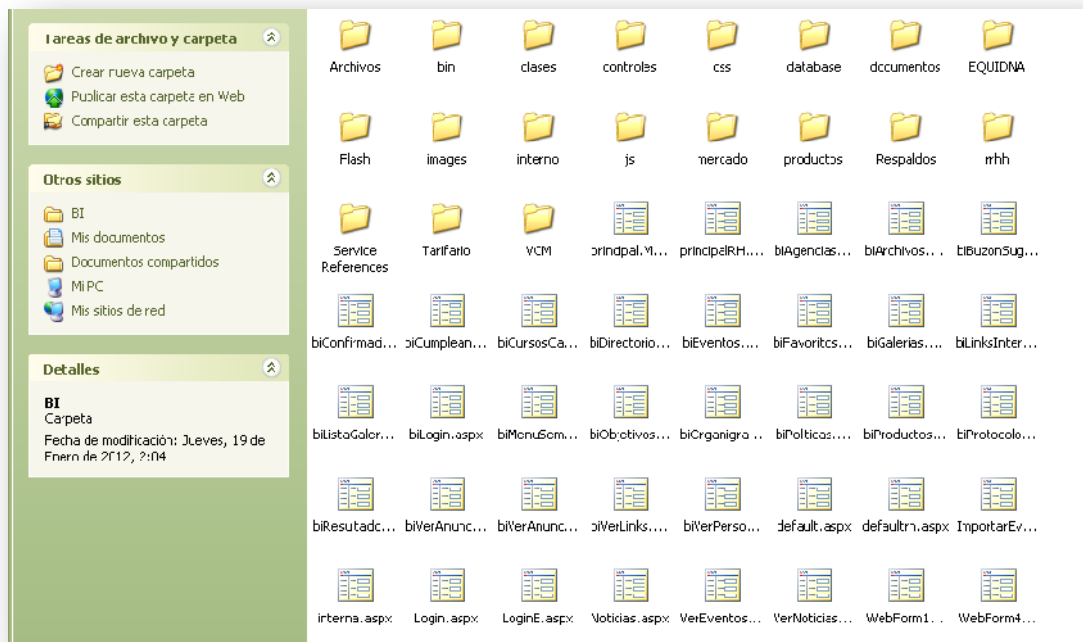 Tareas de archivo y carpeta
Crear nueva carpeta
Publicar esta carpeta en Web
Compartir esta carpeta
Otros sitios
BI
Mis documentos
Documentos compartidos
Mi PC
Mis sitios de red
Detalles
BI
Carpeta
Fecha de modificación: Jueves, 19 de
Enero de 2012, 2:04
Archivos bin clases controles css database documentos EQUIDNA
Flash images interno js mercado productos Respaldos rrhh
Service
References
Tarifario VCM principal.M... principalRH.... biAgencias... biArchivos.... biBuzonSug...
biConfirmaci... biCumplean... biCursosCa... biDirectorio... biEventos.... biFavoritos... biGalerias.... biLinksInter...
biListaGaler... biLogin.aspx biMenuSem... biObjetivos... biOrganigra... biPoliticas.... biProductos... biProtocolo...
biResutado... biVerAnunc... biVerAnunc... biVerLinks.... biVerPerso... default.aspx defaultrh.aspx ImportarEv...
interna.aspx Login.aspx LoginE.aspx Noticias.aspx VerEventos... VerNoticias... WebForm1... WebForm4...